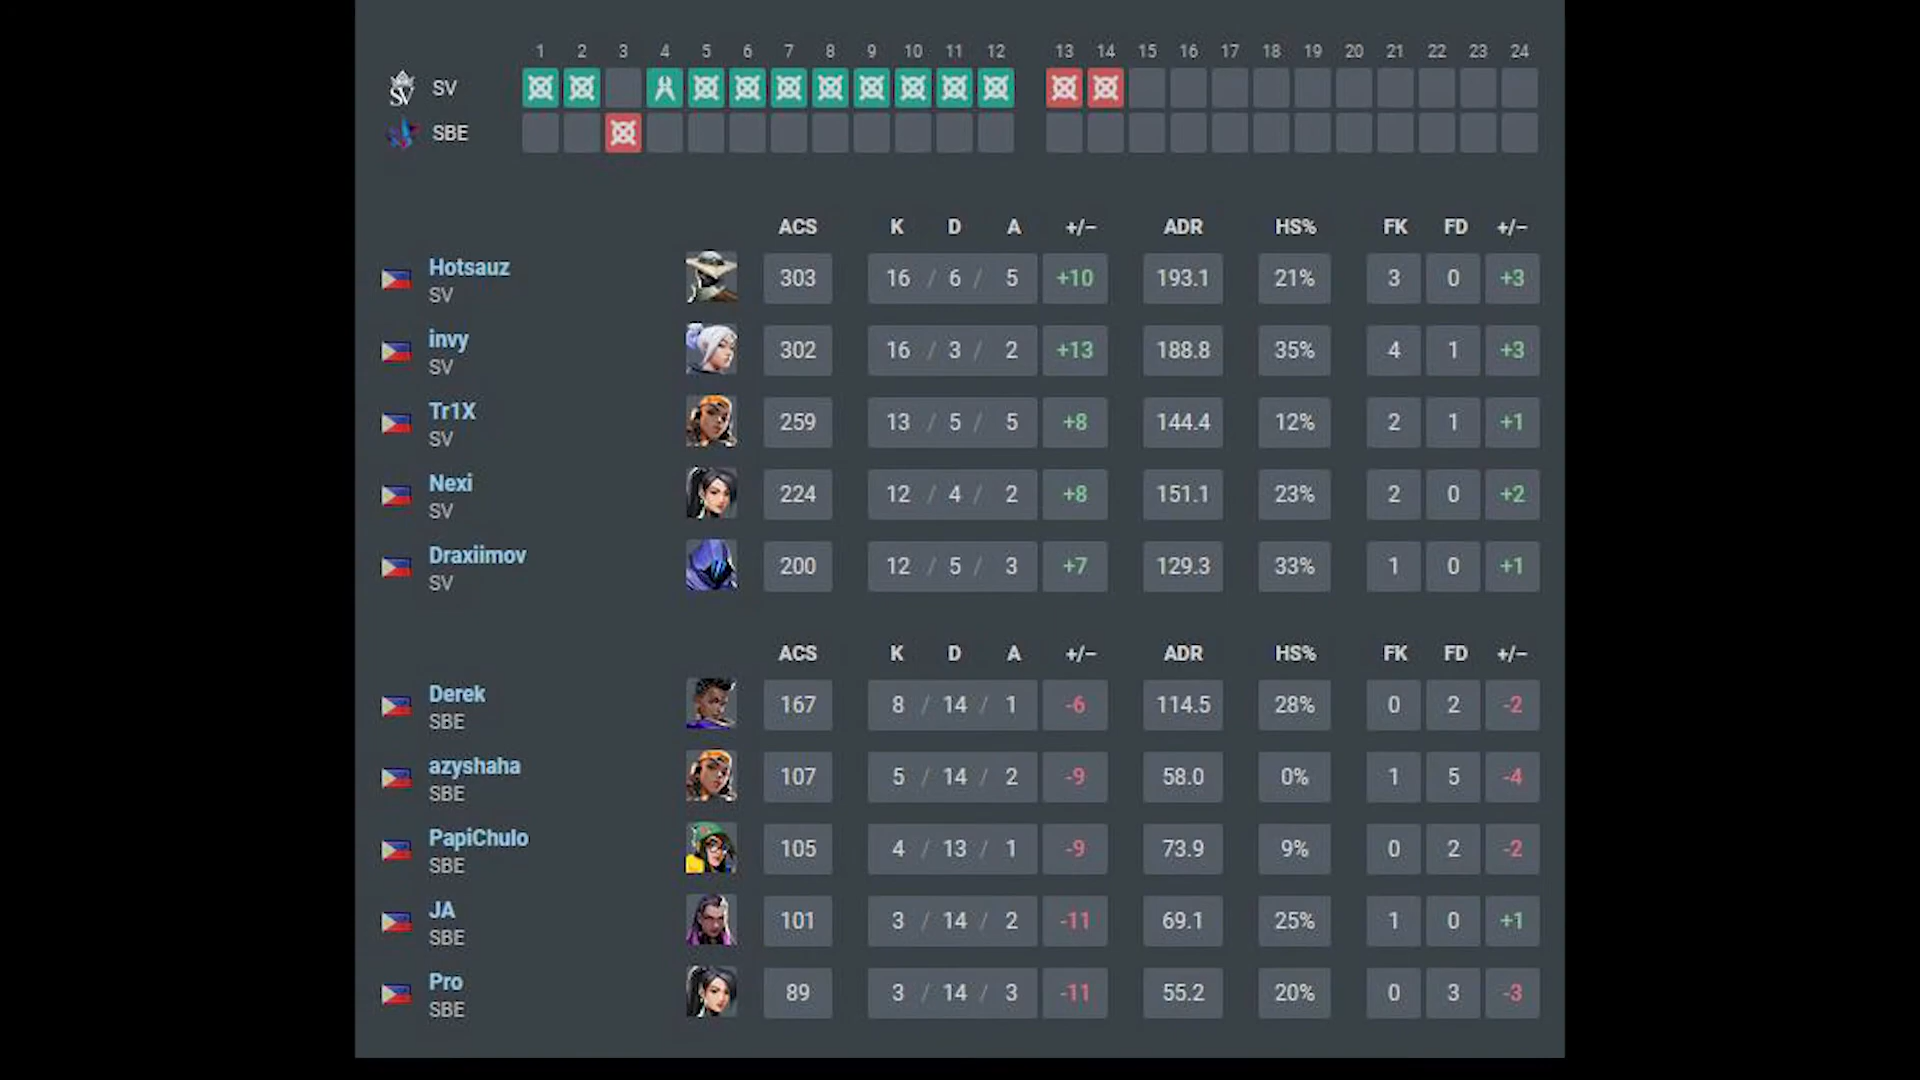 1 2 3 4 5 6 7 8 9 10 11 12 13 14 15 16 17 18 19 20 21 22 23 24
SV SV
SBE
ACS K D A +/− ADR HS% FK FD +/−
Hotsauz
SV
303 16 / 6 / 5 +10 193.1 21% 3 0 +3
invy
SV
302 16 / 3 / 2 +13 188.8 35% 4 1 +3
Tr1X
SV
259 13 / 5 / 5 +8 144.4 12% 2 1 +1
Nexi
SV
224 12 / 4 / 2 +8 151.1 23% 2 0 +2
Draxiimov
SV
200 12 / 5 / 3 +7 129.3 33% 1 0 +1
ACS K D A +/− ADR HS% FK FD +/−
Derek
SBE
167 8 / 14 / 1 -6 114.5 28% 0 2 -2
azyshaha
SBE
107 5 / 14 / 2 -9 58.0 0% 1 5 -4
PapiChulo
SBE
105 4 / 13 / 1 -9 73.9 9% 0 2 -2
JA
SBE
101 3 / 14 / 2 -11 69.1 25% 1 0 +1
Pro
SBE
89 3 / 14 / 3 -11 55.2 20% 0 3 -3